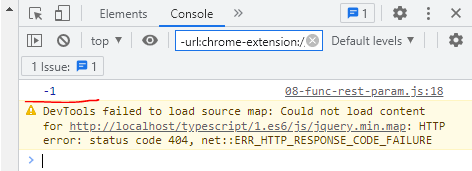 Elements Console 1
top -url:chrome-extension:/ Default levels
1 Issue: 1
-1 08-func-rest-param.js:18
DevTools failed to load source map: Could not load content
for http://localhost/typescript/1.es6/js/jquery.min.map: HTTP
error: status code 404, net::ERR_HTTP_RESPONSE_CODE_FAILURE